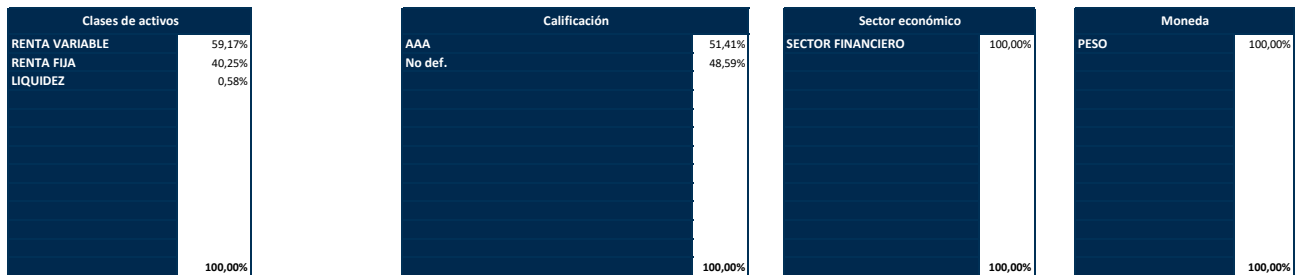 Clases de activos
RENTA VARIABLE 59,17%
RENTA FIJA 40,25%
LIQUIDEZ 0,58%
100,00%
Calificación
AAA 51,41%
No def. 48,59%
100,00%
Sector económico
SECTOR FINANCIERO 100,00%
100,00%
Moneda
PESO 100,00%
100,00%